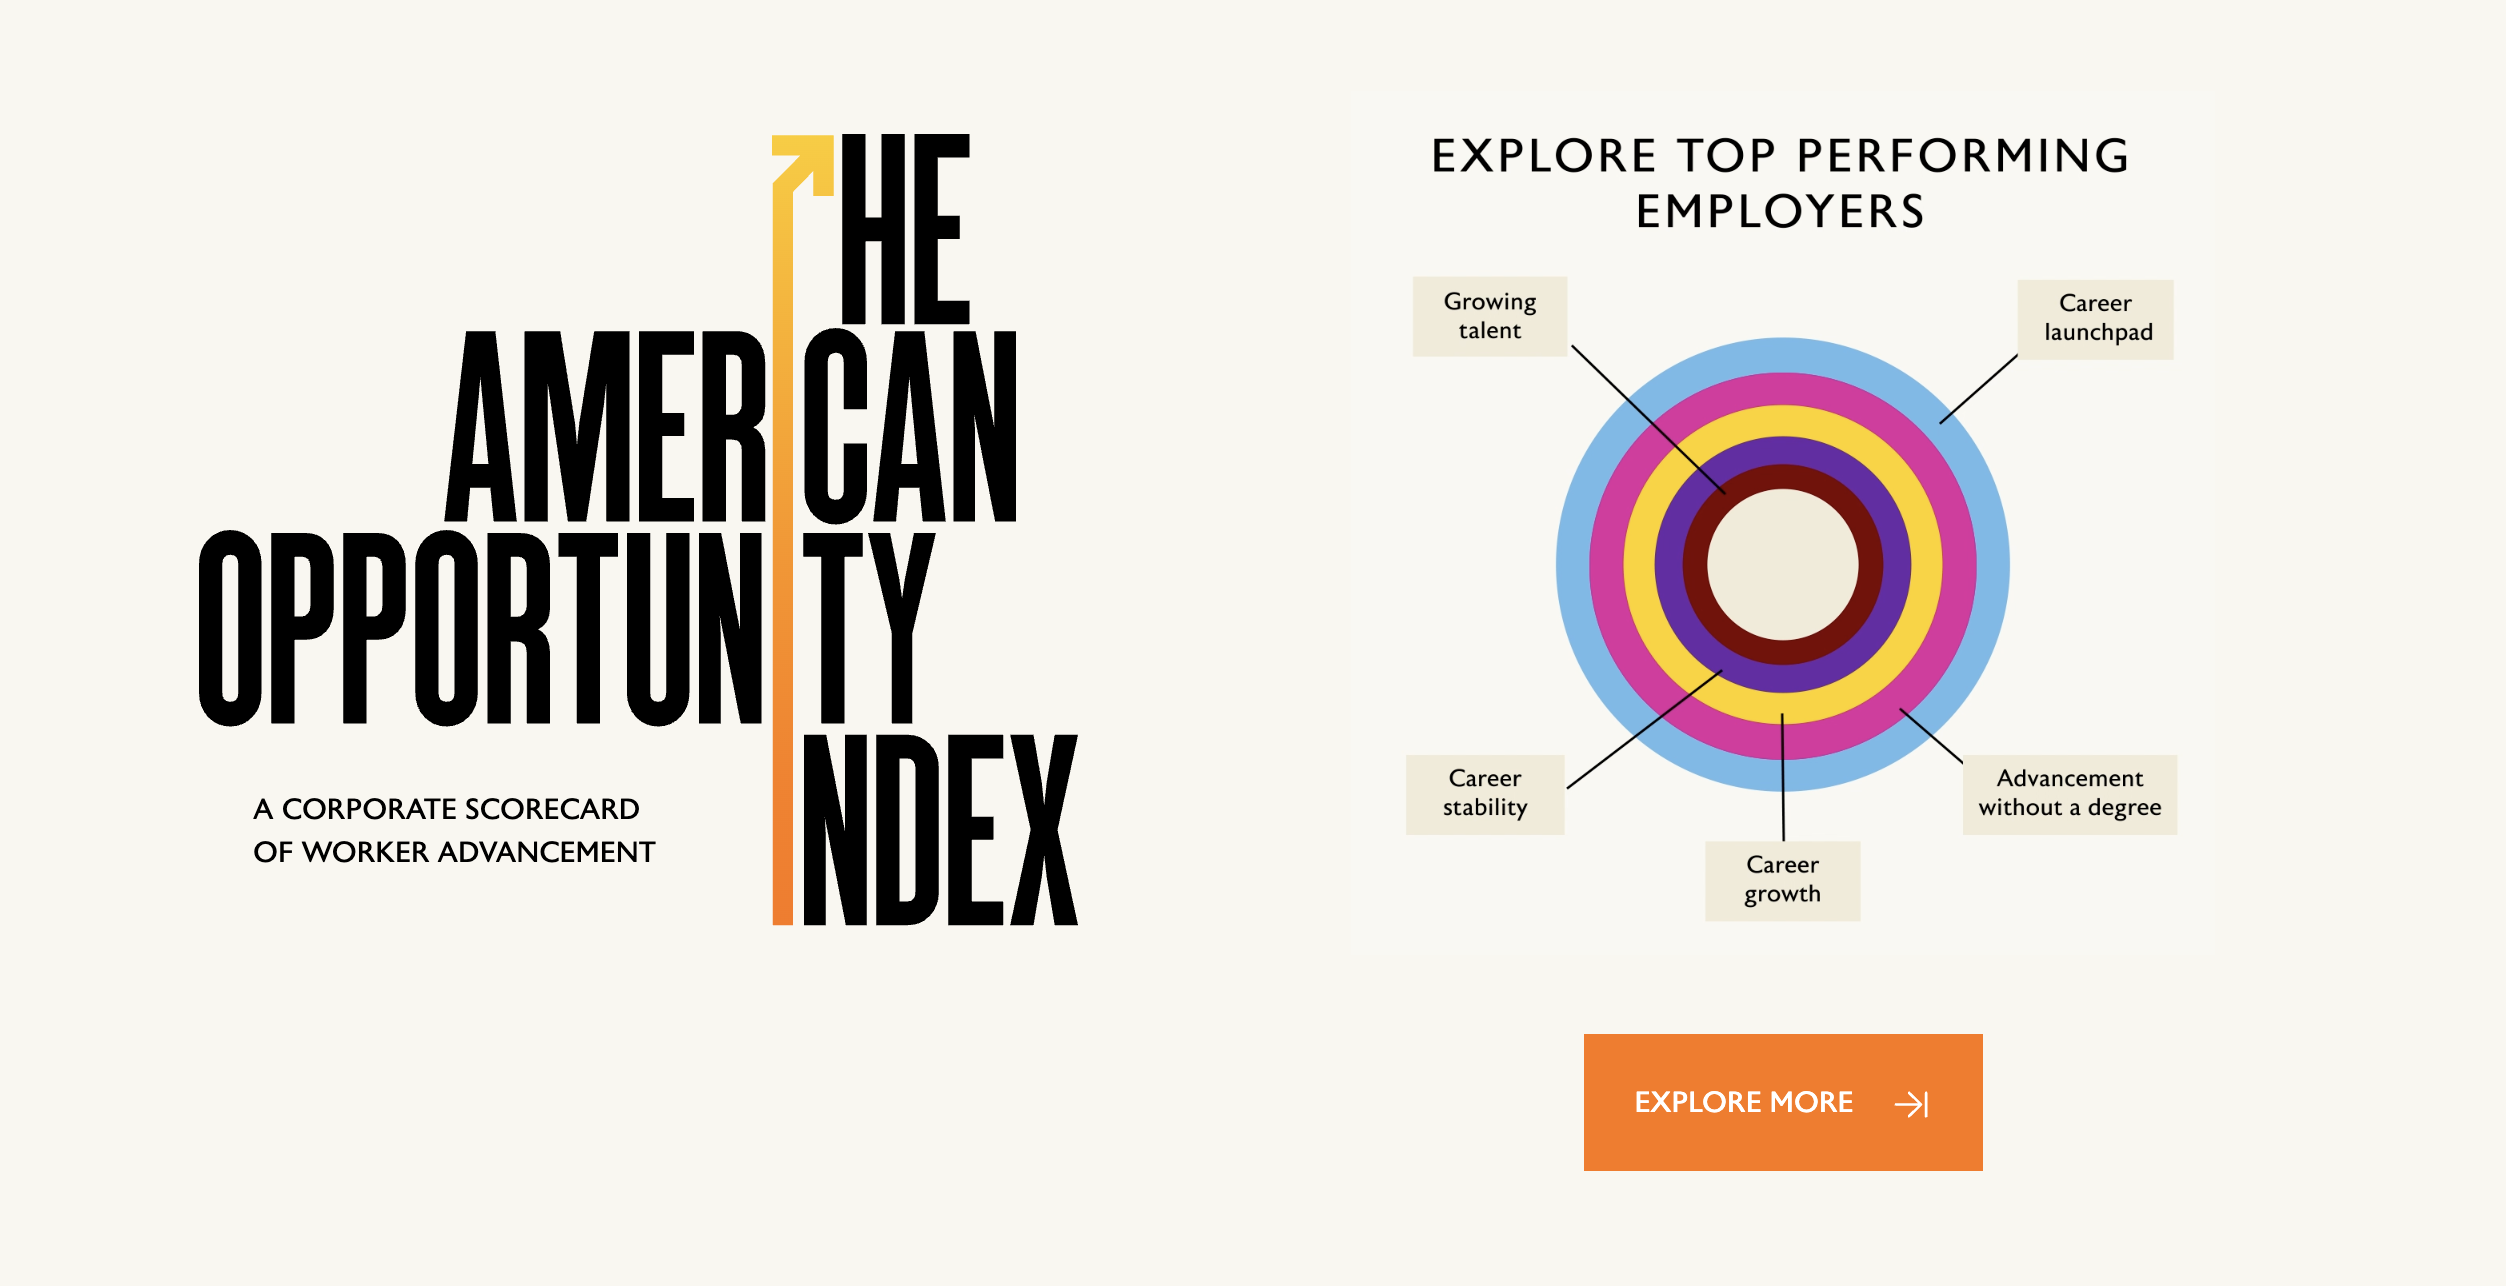 THE
AMERICAN
OPPORTUNITY
INDEX
A CORPORATE SCORECARD
OF WORKER ADVANCEMENT
EXPLORE TOP PERFORMING
EMPLOYERS
Growing
talent
Career
launchpad
Career
stability
Career
growth
Advancement
without a degree
EXPLORE MORE